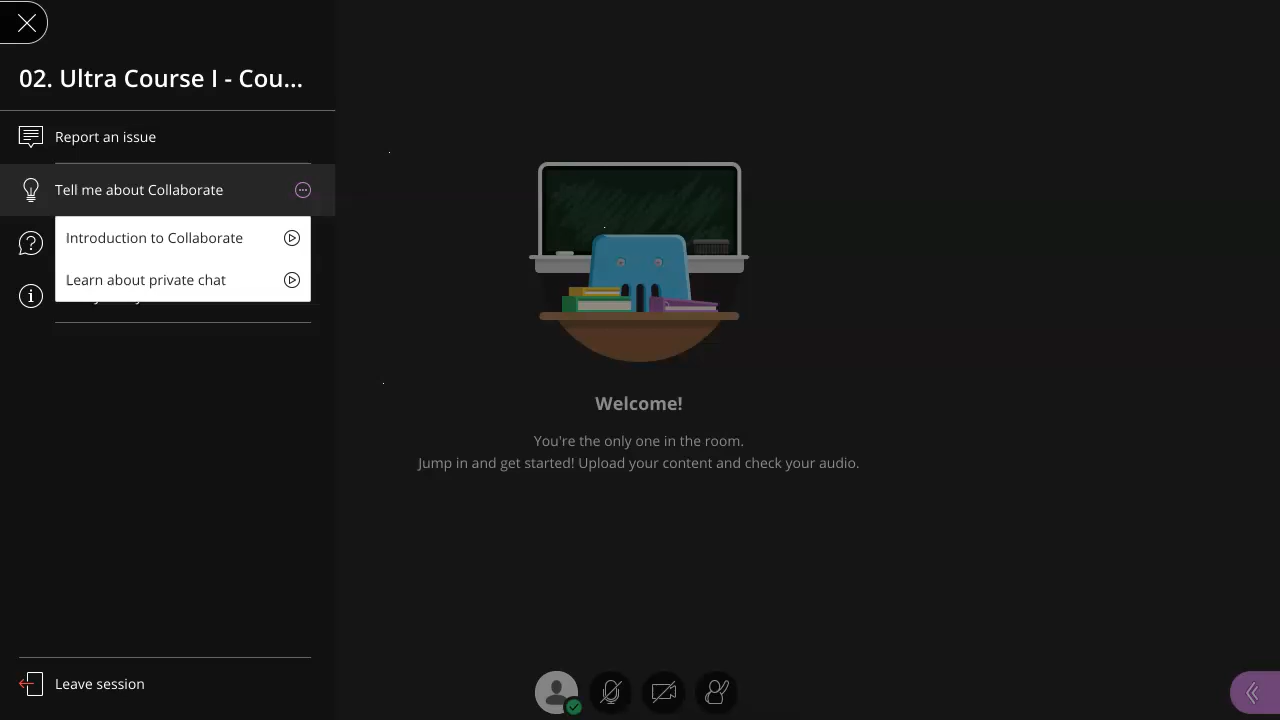 02. Ultra Course I - Cou...
Report an issue
Tell me about Collaborate
Introduction to Collaborate
Learn about private chat
Welcome!
You're the only one in the room.
Jump in and get started! Upload your content and check your audio.
Leave session